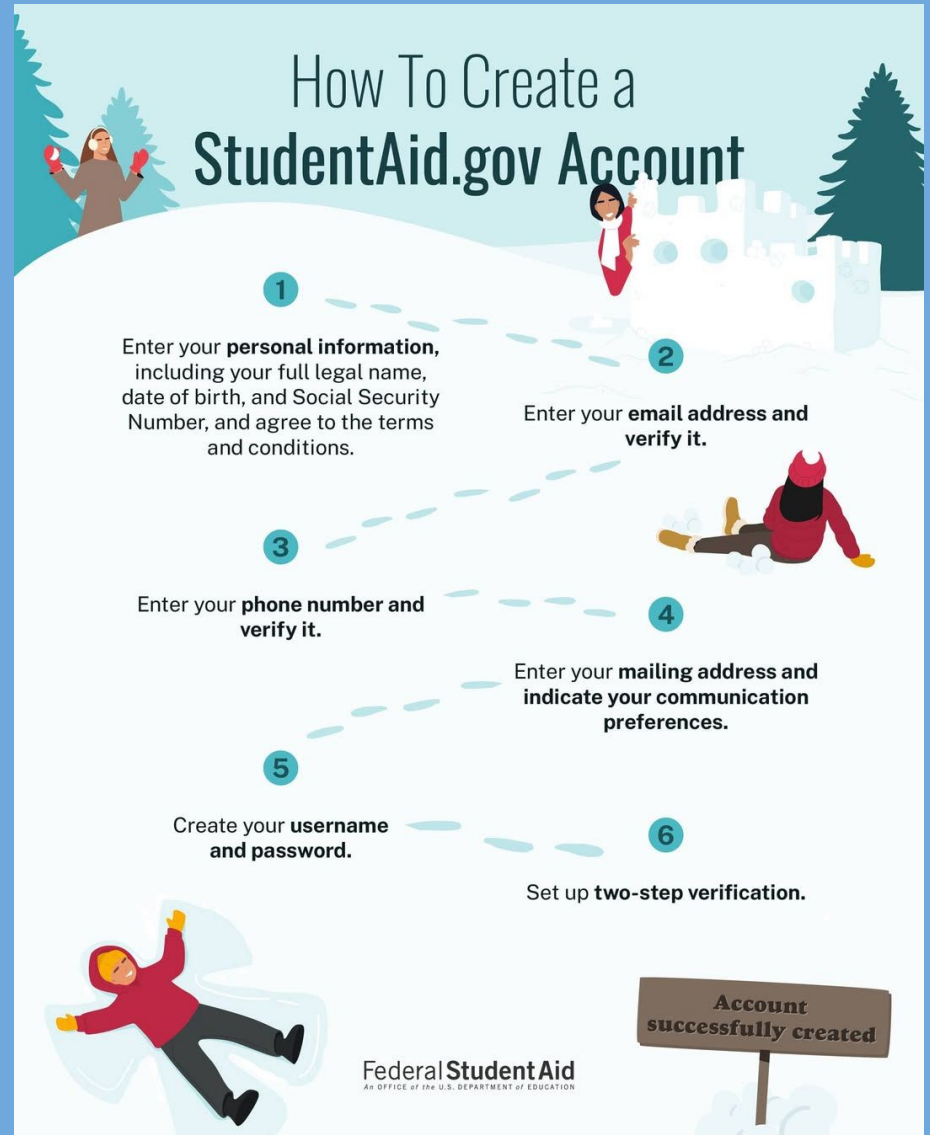 How To Create a
StudentAid.gov Account
1
Enter your personal information,
including your full legal name,
date of birth, and Social Security
Number, and agree to the terms
and conditions.
2
Enter your email address and
verify it.
3
Enter your phone number and
verify it.
4
Enter your mailing address and
indicate your communication
preferences.
5
Create your username
and password.
6
Set up two-step verification.
Account
successfully created
Federal Student Aid
An OFFICE of the U.S. DEPARTMENT of EDUCATION